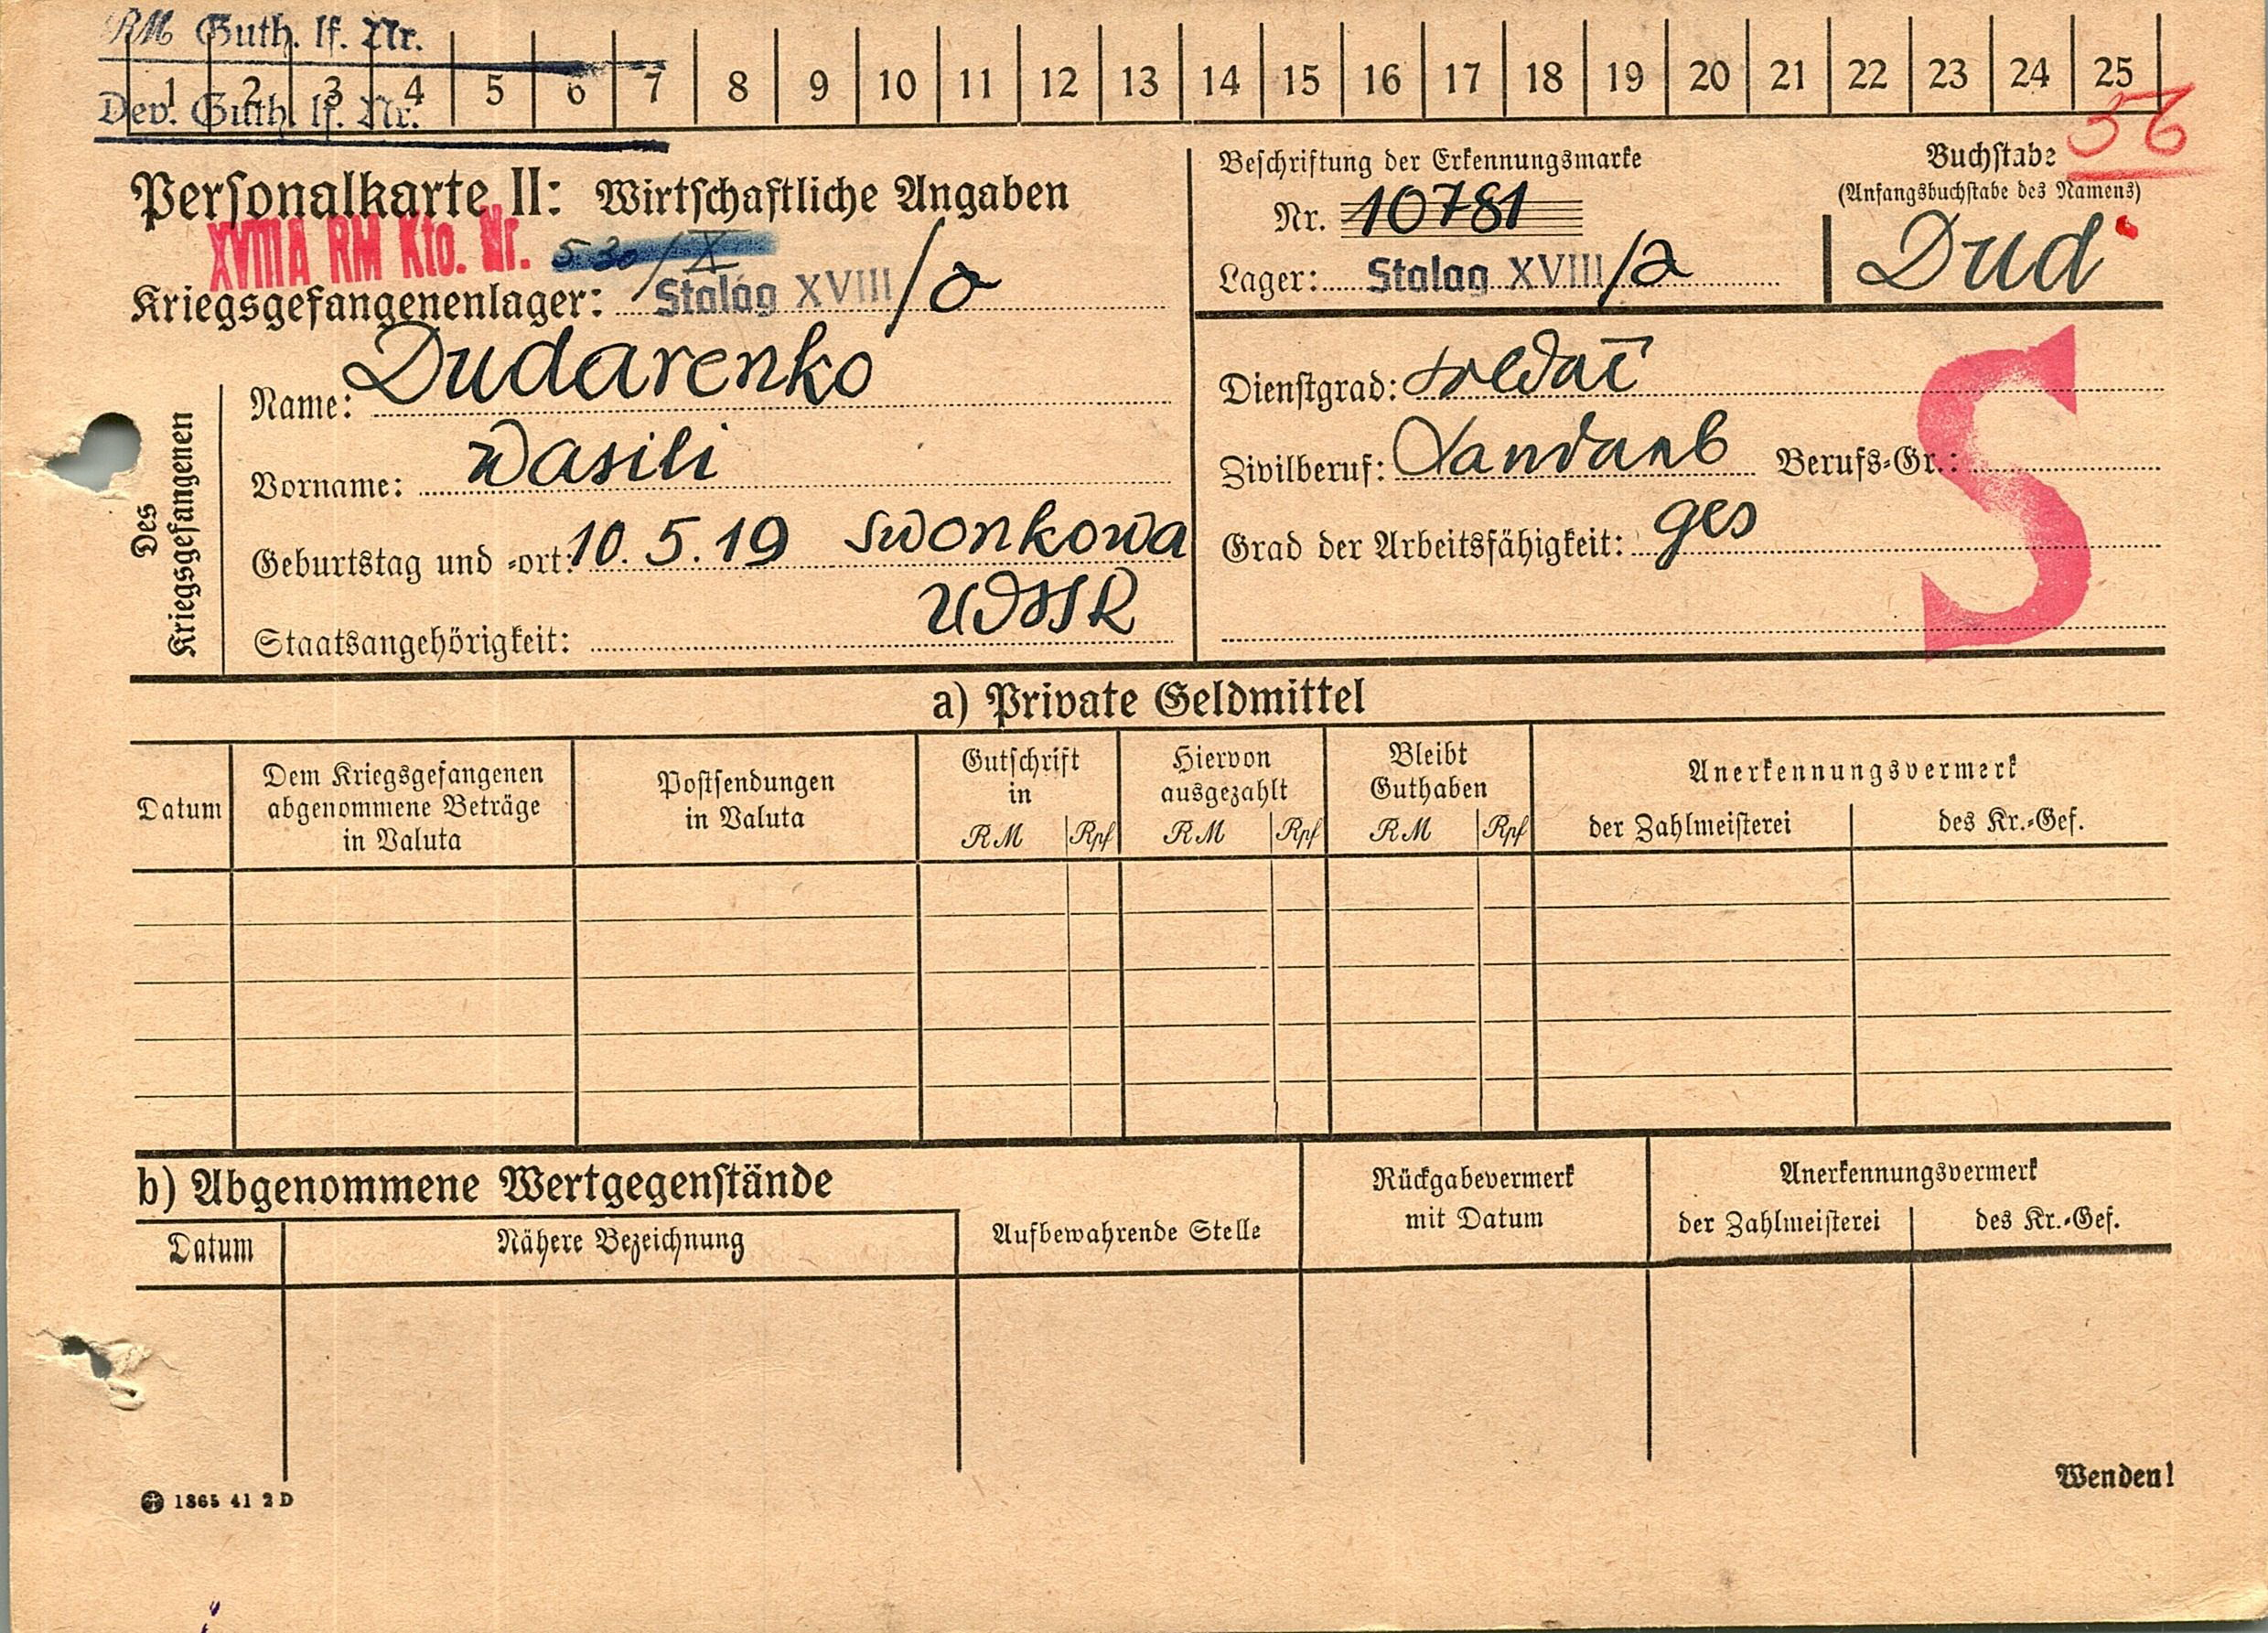 RM Guth. lf. Nr.
1 2 3 4 5 6 7 8 9 10 11 12 13 14 15 16 17 18 19 20 21 22 23 24 25
Dev. Guth. lf. Nr.
56
Personalkarte II: Wirtschaftliche Angaben
XVIII A RM Kto. Nr. 530/X
Kriegsgefangenenlager: Stalag XVIII/a
Beschriftung der Erkennungsmarke
Nr. 10781
Lager: Stalag XVIII/a
Buchstabe
(Anfangsbuchstabe des Namens)
Dud
Des Kriegsgefangenen
Name: Dudarenko
Vorname: Wasili
Geburtstag und -ort: 10.5.19 Swonkowa
Staatsangehörigkeit: UDSSR
Dienstgrad: Soldat
Zivilberuf: Landarb Berufs-Gr.:
Grad der Arbeitsfähigkeit: ges
S
a) Private Geldmittel
Datum
Dem Kriegsgefangenen
abgenommene Beträge
in Valuta
Postsendungen
in Valuta
Gutschrift
in
RM Rpf
Hiervon
ausgezahlt
RM Rpf
Bleibt
Guthaben
RM Rpf
Anerkennungsvermerk
der Zahlmeisterei des Kr.-Gef.
b) Abgenommene Wertgegenstände
Datum Nähere Bezeichnung
Aufbewahrende Stelle
Rückgabevermerk
mit Datum
Anerkennungsvermerk
der Zahlmeisterei des Kr.-Gef.
Wenden!
1865 41 2 D